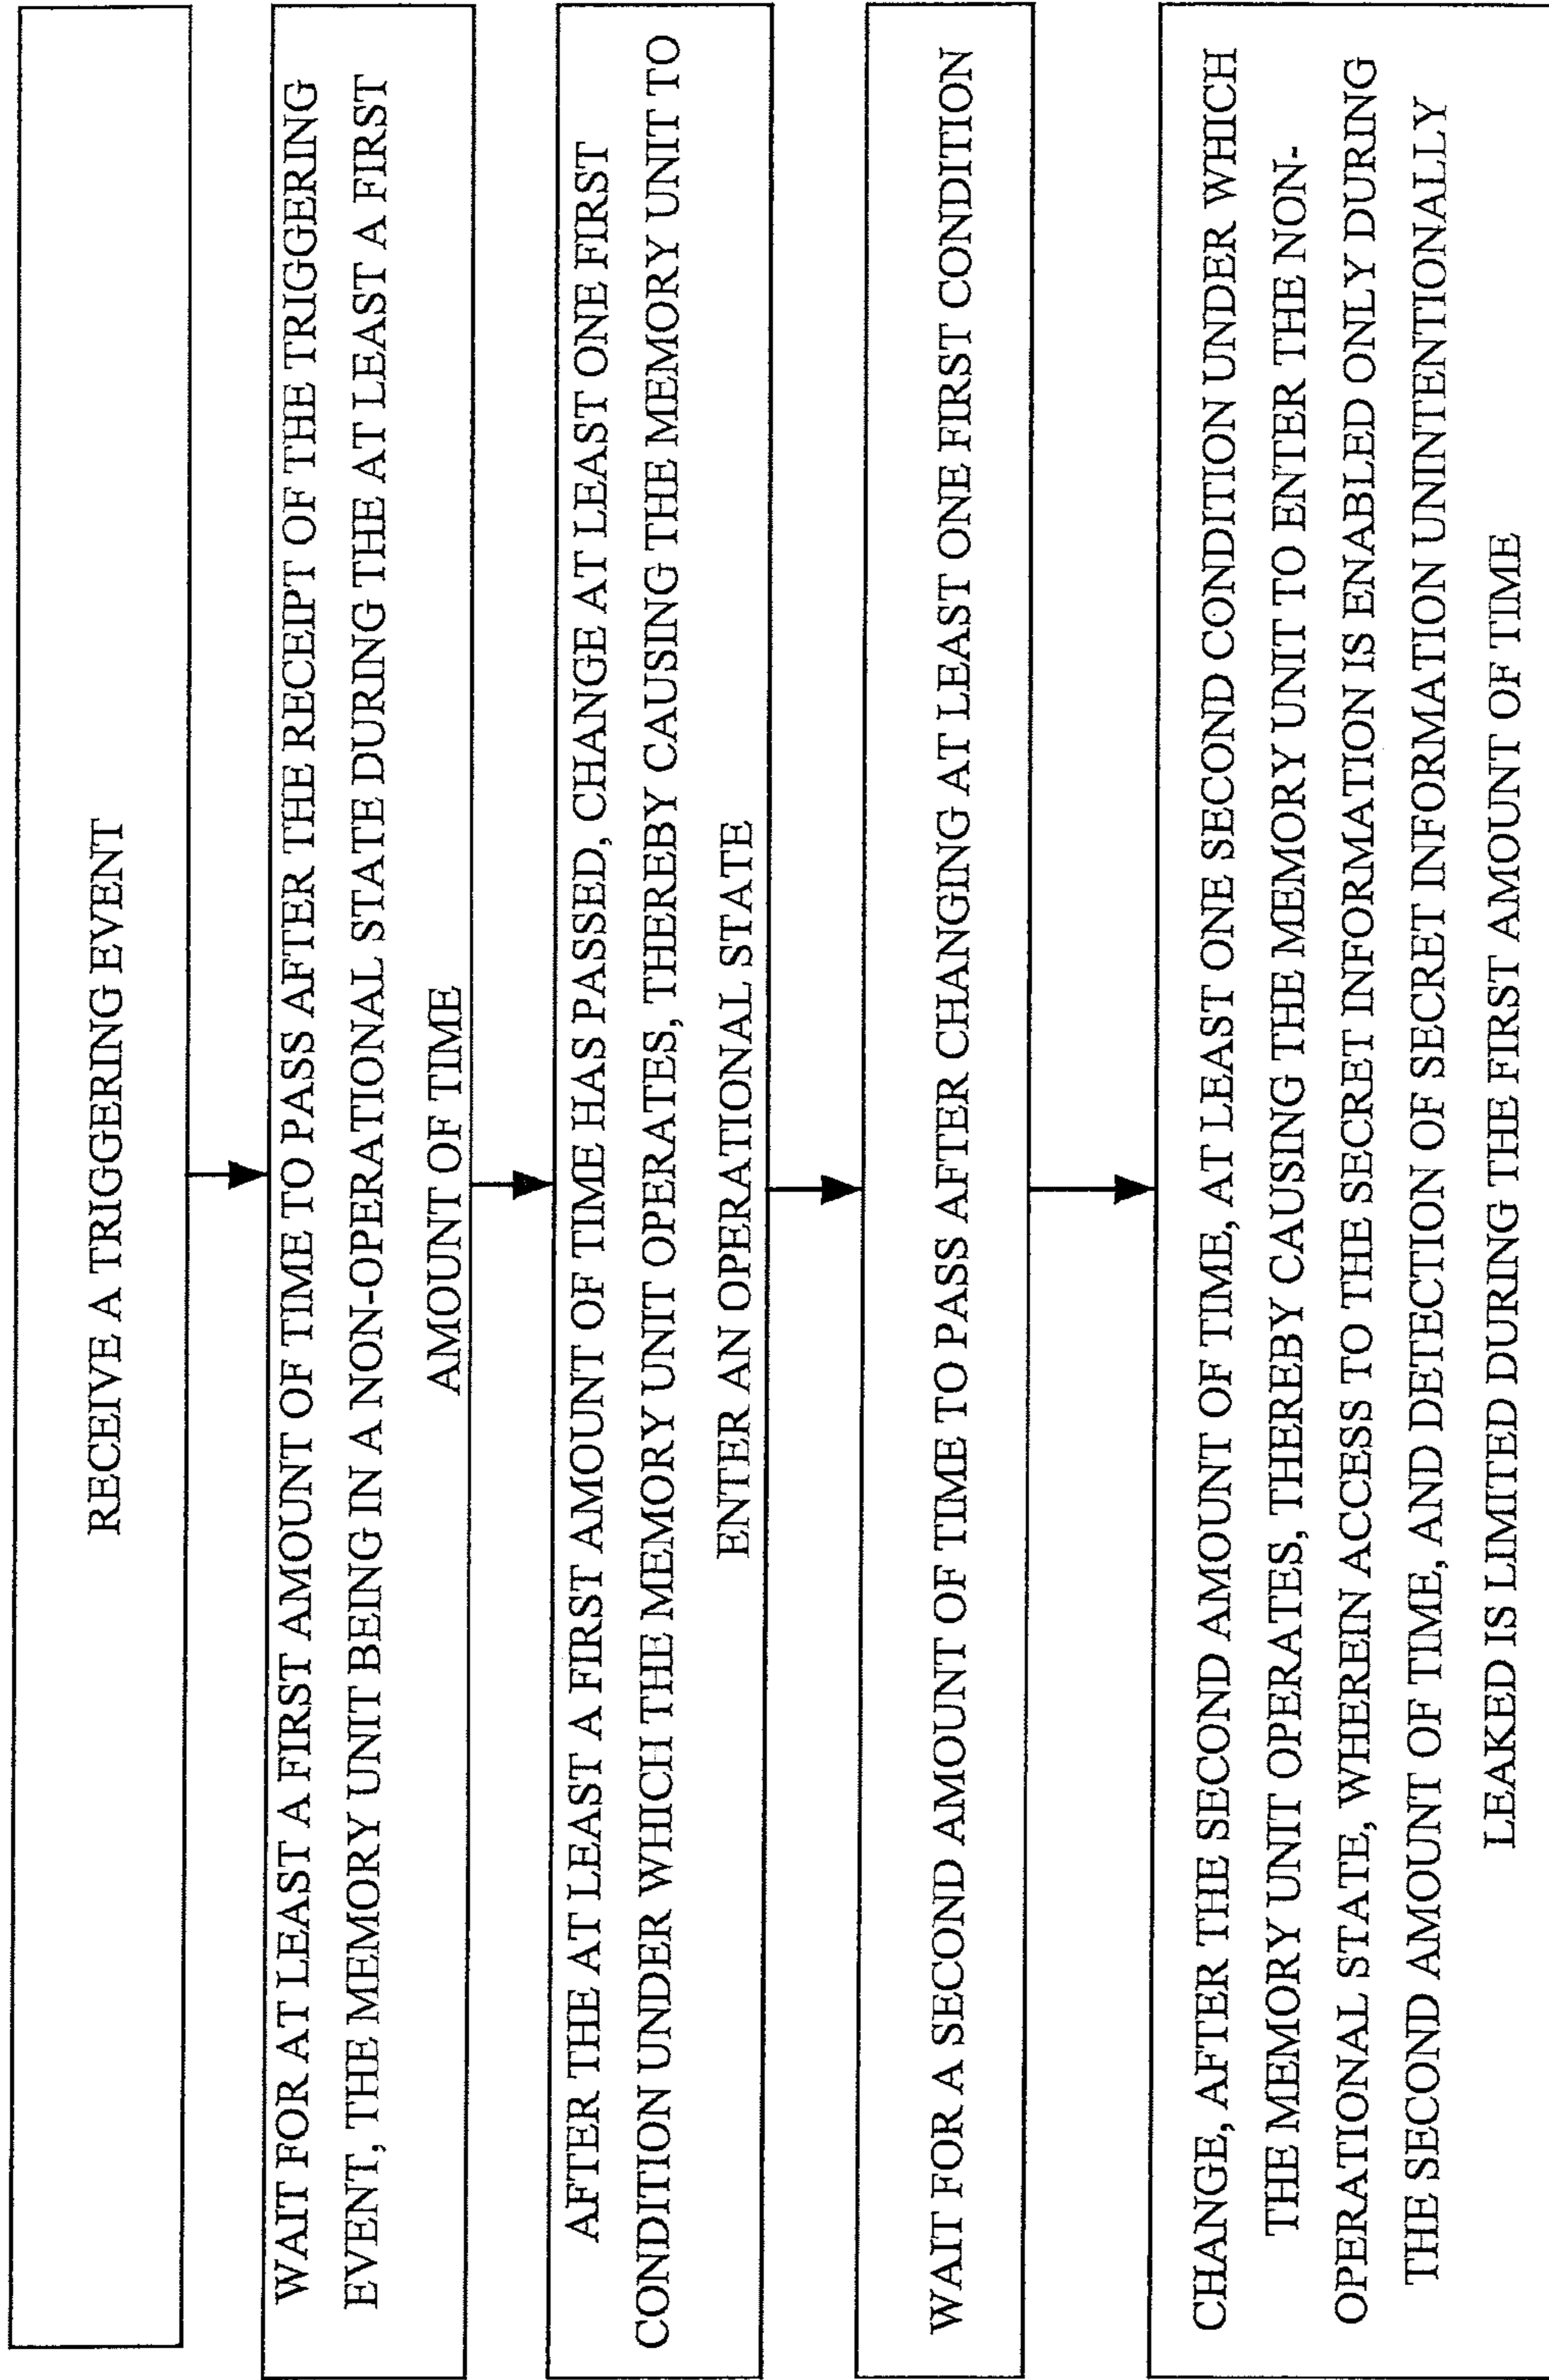 RECEIVE A TRIGGERING EVENT
WAIT FOR AT LEAST A FIRST AMOUNT OF TIME TO PASS AFTER THE RECEIPT OF THE TRIGGERING
EVENT, THE MEMORY UNIT BEING IN A NON-OPERATIONAL STATE DURING THE AT LEAST A FIRST
AMOUNT OF TIME
AFTER THE AT LEAST A FIRST AMOUNT OF TIME HAS PASSED, CHANGE AT LEAST ONE FIRST
CONDITION UNDER WHICH THE MEMORY UNIT OPERATES, THEREBY CAUSING THE MEMORY UNIT TO
ENTER AN OPERATIONAL STATE
WAIT FOR A SECOND AMOUNT OF TIME TO PASS AFTER CHANGING AT LEAST ONE FIRST CONDITION
CHANGE, AFTER THE SECOND AMOUNT OF TIME, AT LEAST ONE SECOND CONDITION UNDER WHICH
THE MEMORY UNIT OPERATES, THEREBY CAUSING THE MEMORY UNIT TO ENTER THE NON-
OPERATIONAL STATE, WHEREIN ACCESS TO THE SECRET INFORMATION IS ENABLED ONLY DURING
THE SECOND AMOUNT OF TIME, AND DETECTION OF SECRET INFORMATION UNINTENTIONALLY
LEAKED IS LIMITED DURING THE FIRST AMOUNT OF TIME